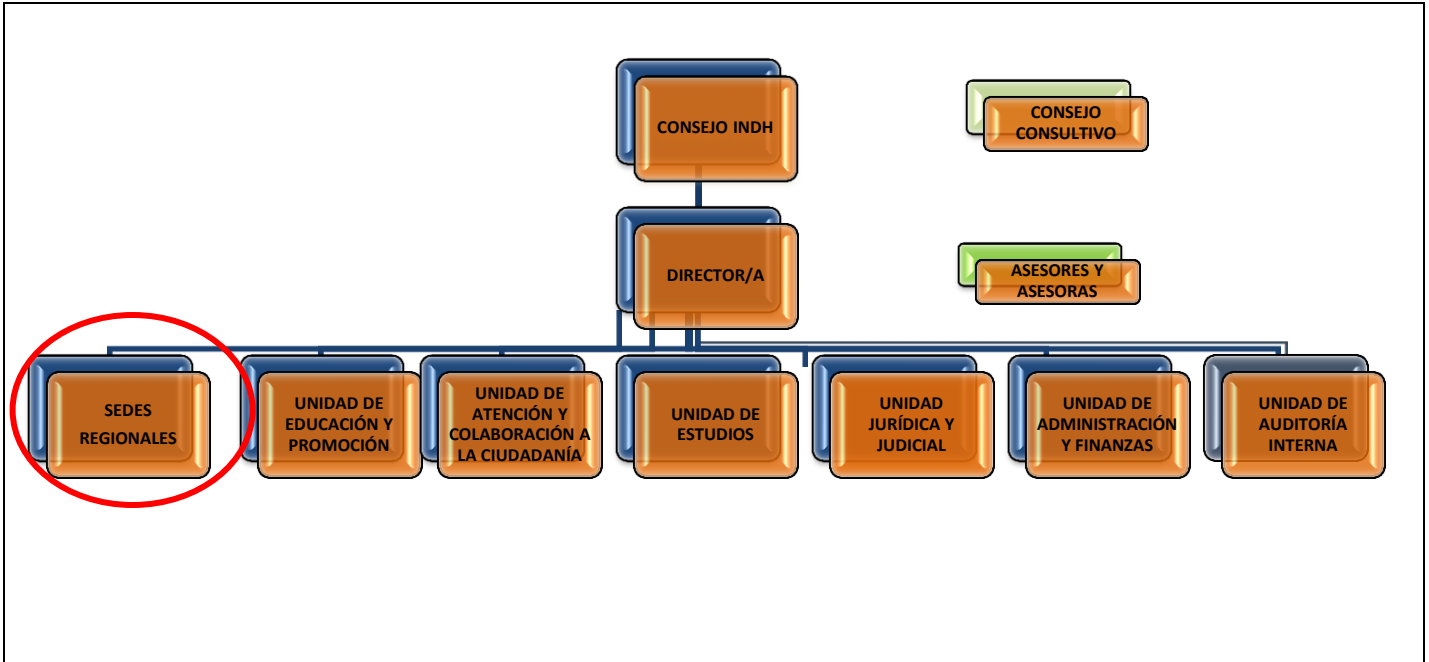 CONSEJO INDH
CONSEJO
CONSULTIVO
DIRECTOR/A
ASESORES Y
ASESORAS
SEDES
REGIONALES
UNIDAD DE
EDUCACIÓN Y
PROMOCIÓN
UNIDAD DE
ATENCIÓN Y
COLABORACIÓN A
LA CIUDADANÍA
UNIDAD DE
ESTUDIOS
UNIDAD
JURÍDICA Y
JUDICIAL
UNIDAD DE
ADMINISTRACIÓN
Y FINANZAS
UNIDAD DE
AUDITORÍA
INTERNA